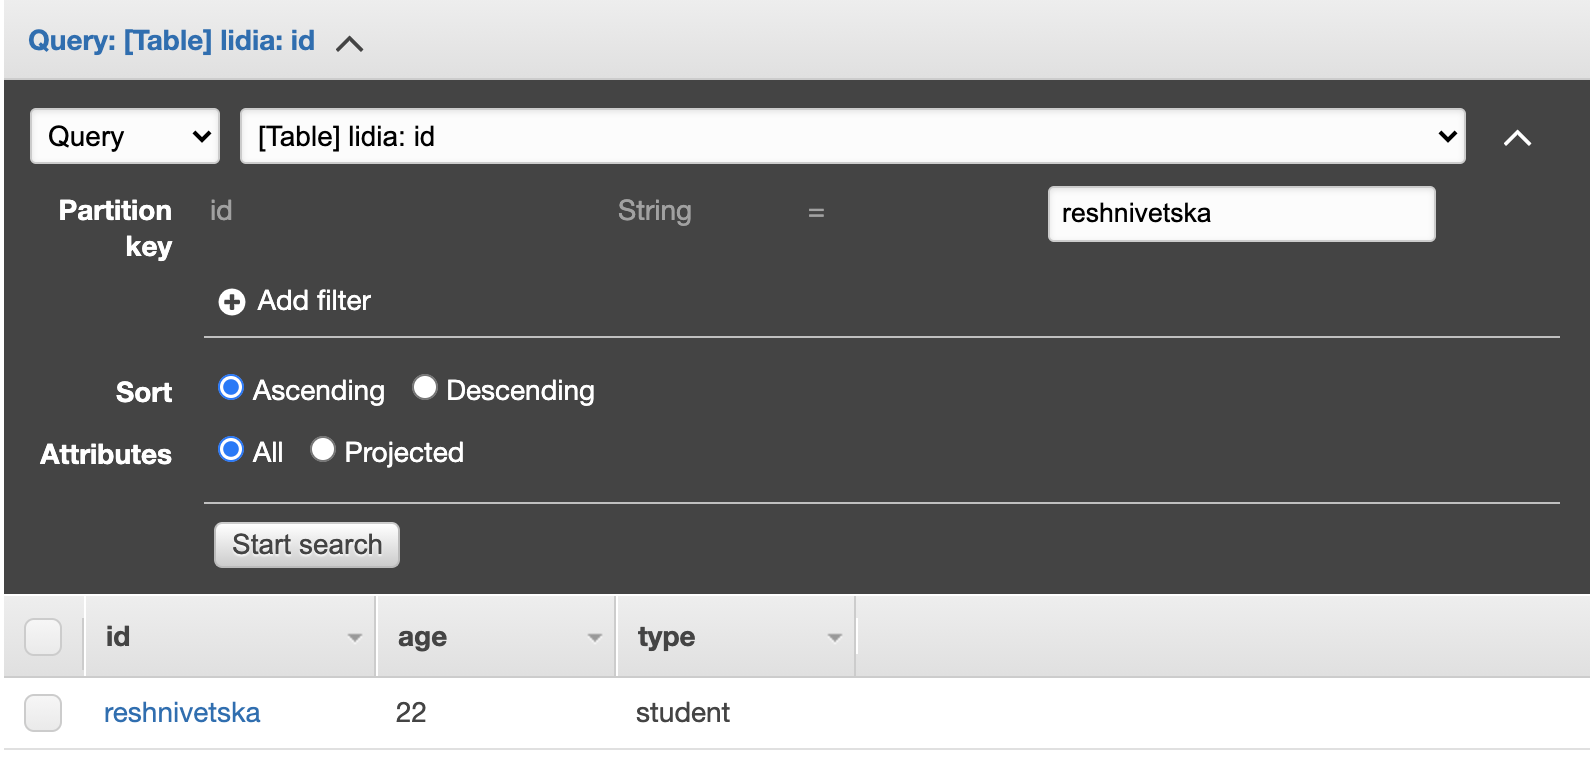 Query: [Table] lidia: id
Query [Table] lidia: id
Partition key id String = reshnivetska
Add filter
Sort Ascending Descending
Attributes All Projected
Start search
id age type
reshnivetska 22 student